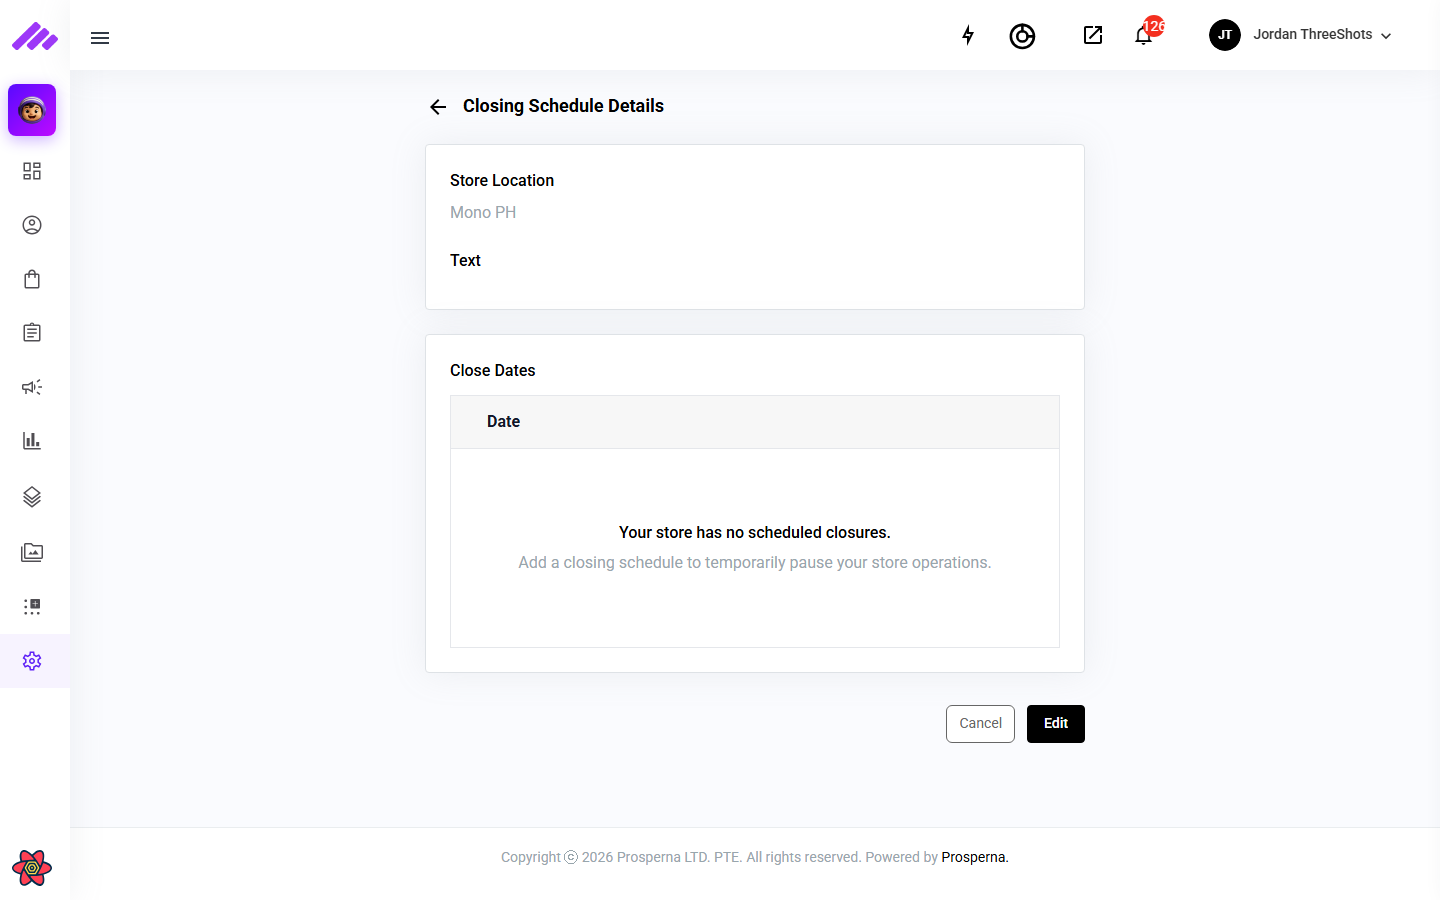 126
JT
Jordan ThreeShots
Closing Schedule Details
Store Location
Mono PH
Text
Close Dates
Date
Your store has no scheduled closures.
Add a closing schedule to temporarily pause your store operations.
Cancel
Edit
Copyright © 2026 Prosperna LTD. PTE. All rights reserved. Powered by Prosperna.